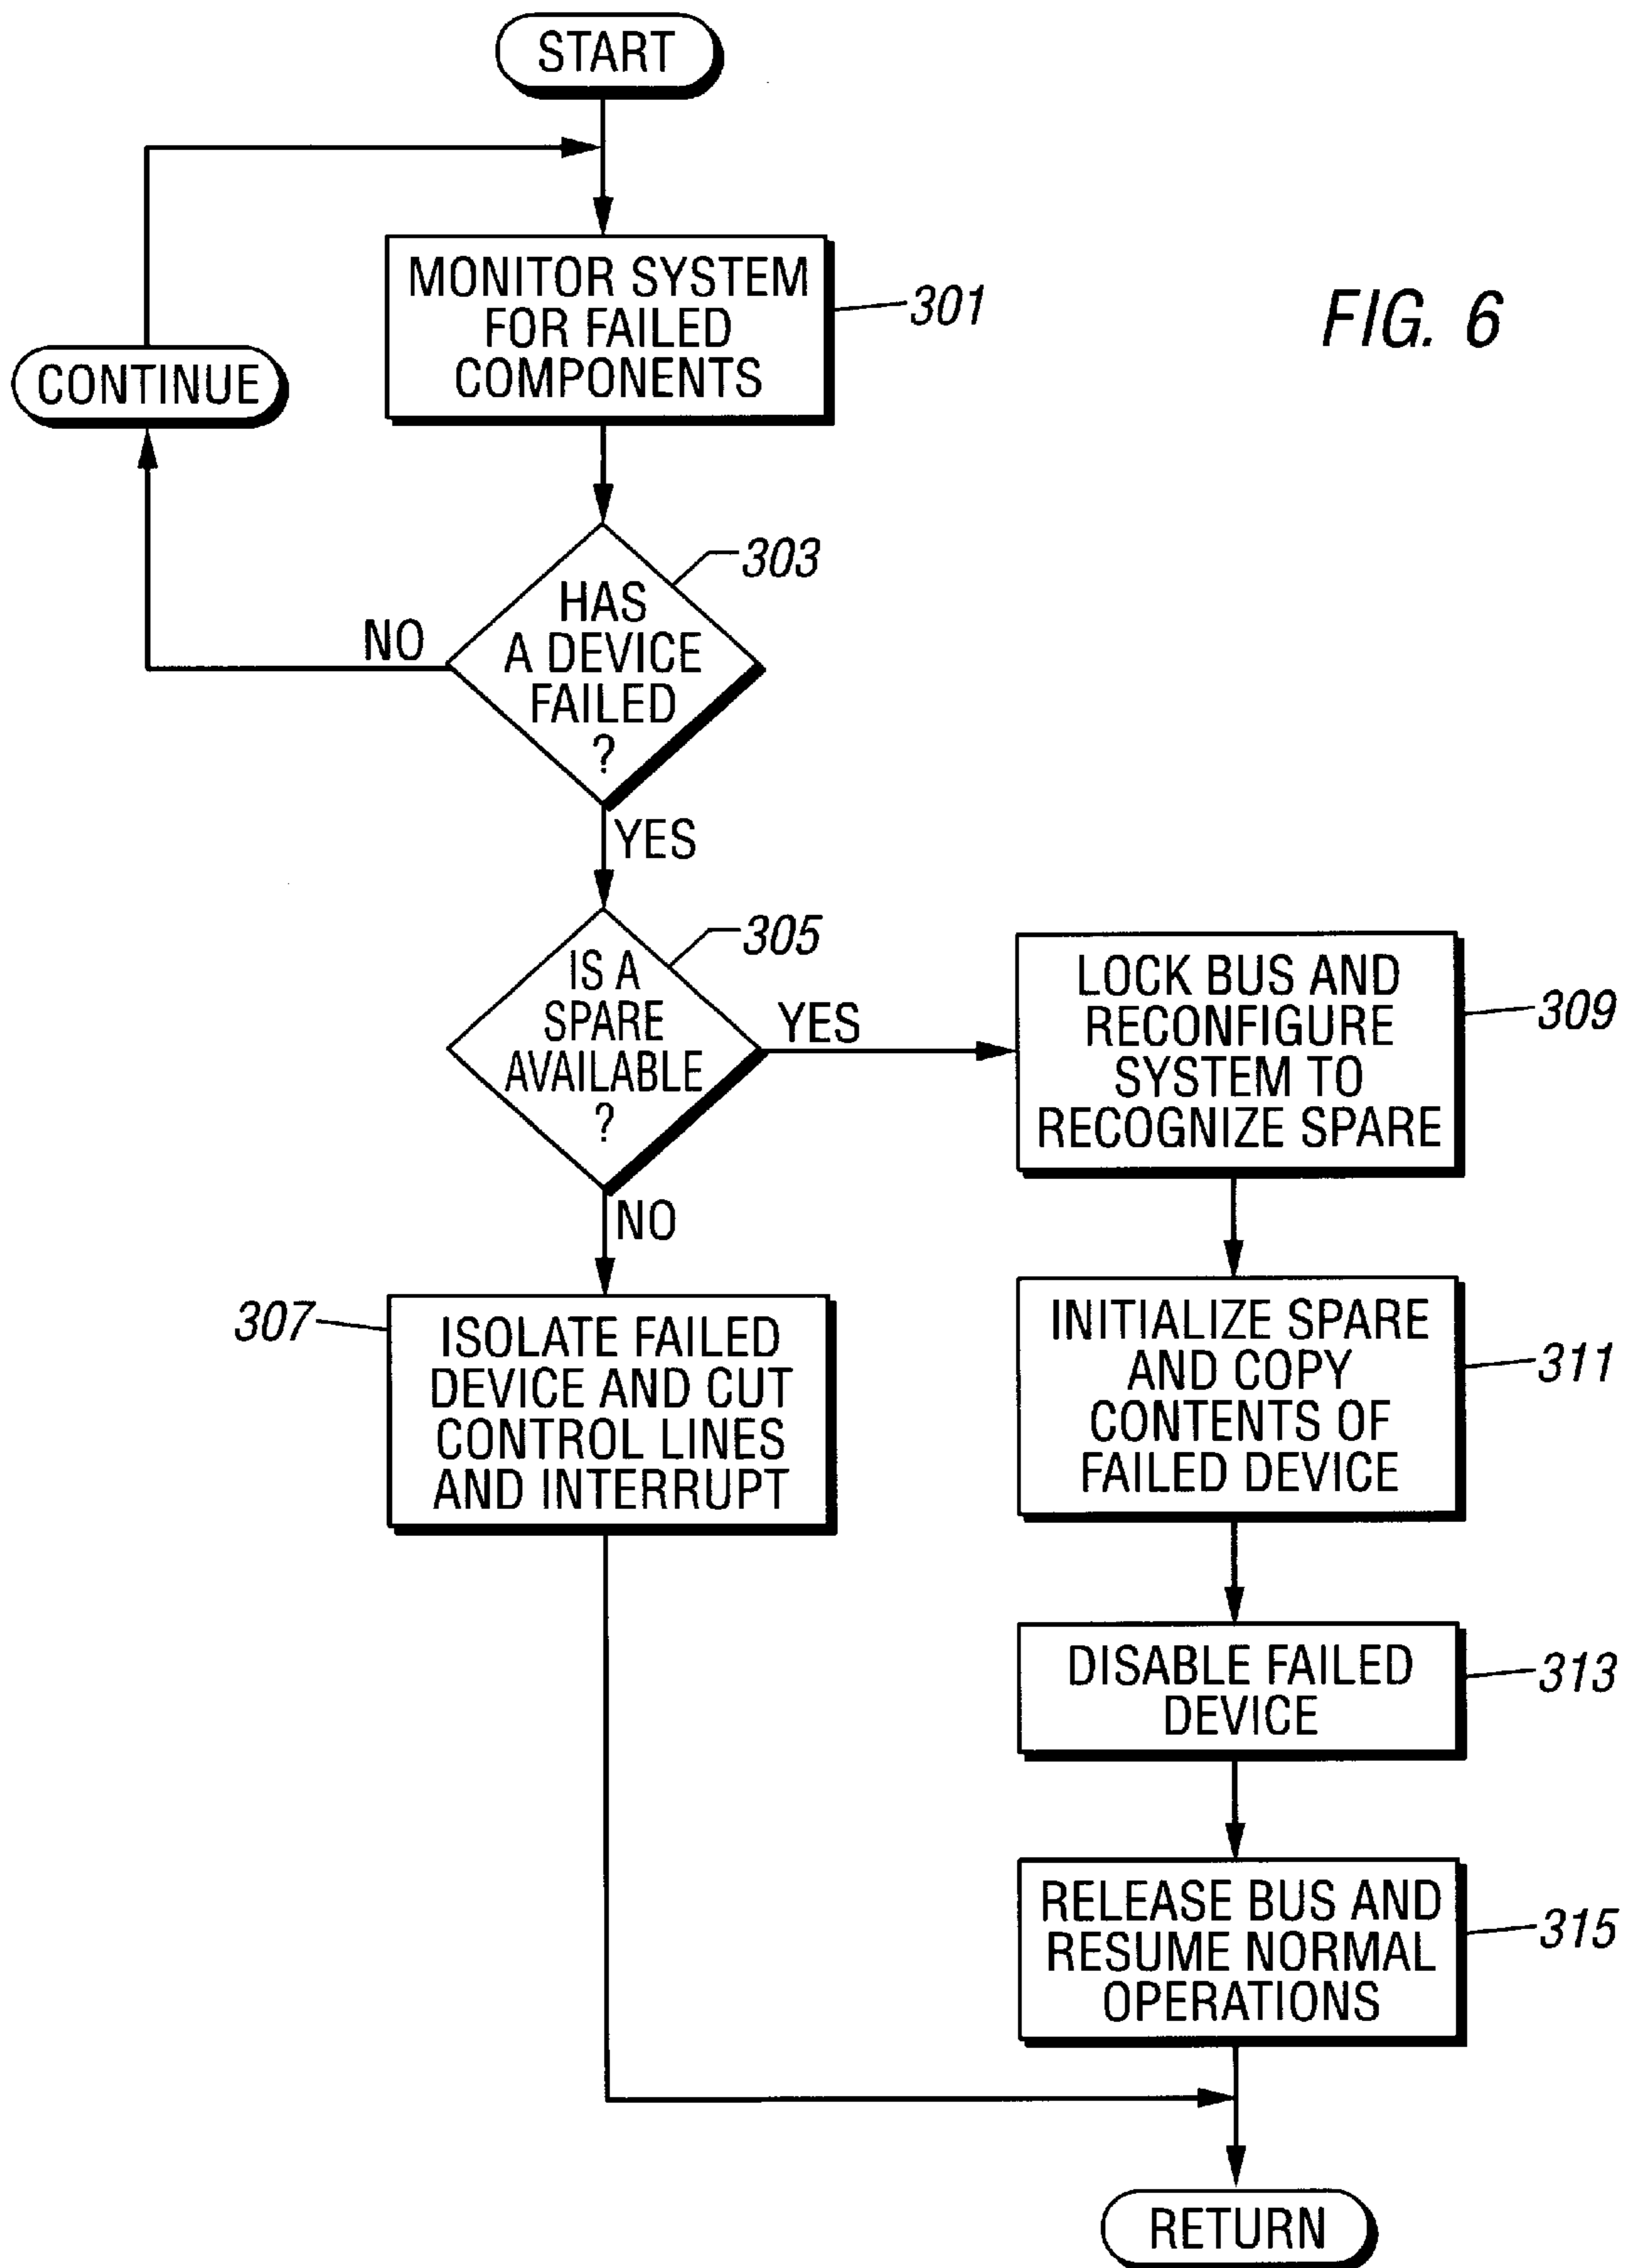 START
MONITOR SYSTEM
FOR FAILED
COMPONENTS
301
FIG. 6
CONTINUE
303
HAS
A DEVICE
FAILED
?
NO
YES
305
IS A
SPARE
AVAILABLE
?
YES
NO
LOCK BUS AND
RECONFIGURE
SYSTEM TO
RECOGNIZE SPARE
309
307
ISOLATE FAILED
DEVICE AND CUT
CONTROL LINES
AND INTERRUPT
INITIALIZE SPARE
AND COPY
CONTENTS OF
FAILED DEVICE
311
DISABLE FAILED
DEVICE
313
RELEASE BUS AND
RESUME NORMAL
OPERATIONS
315
RETURN